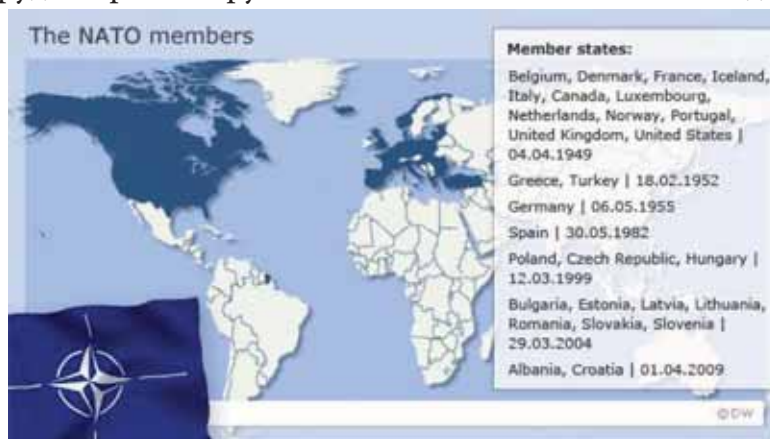 The NATO members
Member states:
Belgium, Denmark, France, Iceland,
Italy, Canada, Luxembourg,
Netherlands, Norway, Portugal,
United Kingdom, United States |
04.04.1949
Greece, Turkey | 18.02.1952
Germany | 06.05.1955
Spain | 30.05.1982
Poland, Czech Republic, Hungary |
12.03.1999
Bulgaria, Estonia, Latvia, Lithuania,
Romania, Slovakia, Slovenia |
29.03.2004
Albania, Croatia | 01.04.2009
©DW